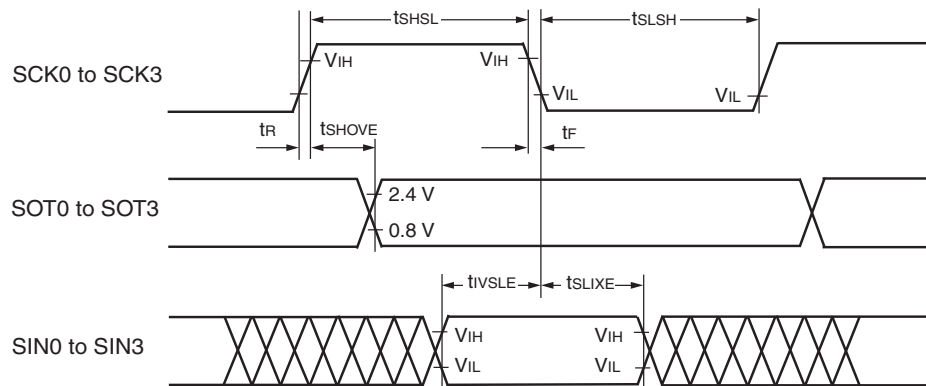 tSHSL
tSLSH
SCK0 to SCK3
VIH
VIH
VIL
VIL
tR
tSHOVE
tF
SOT0 to SOT3
2.4 V
0.8 V
tIVSLE
tSLIXE
SIN0 to SIN3
VIH
VIH
VIL
VIL